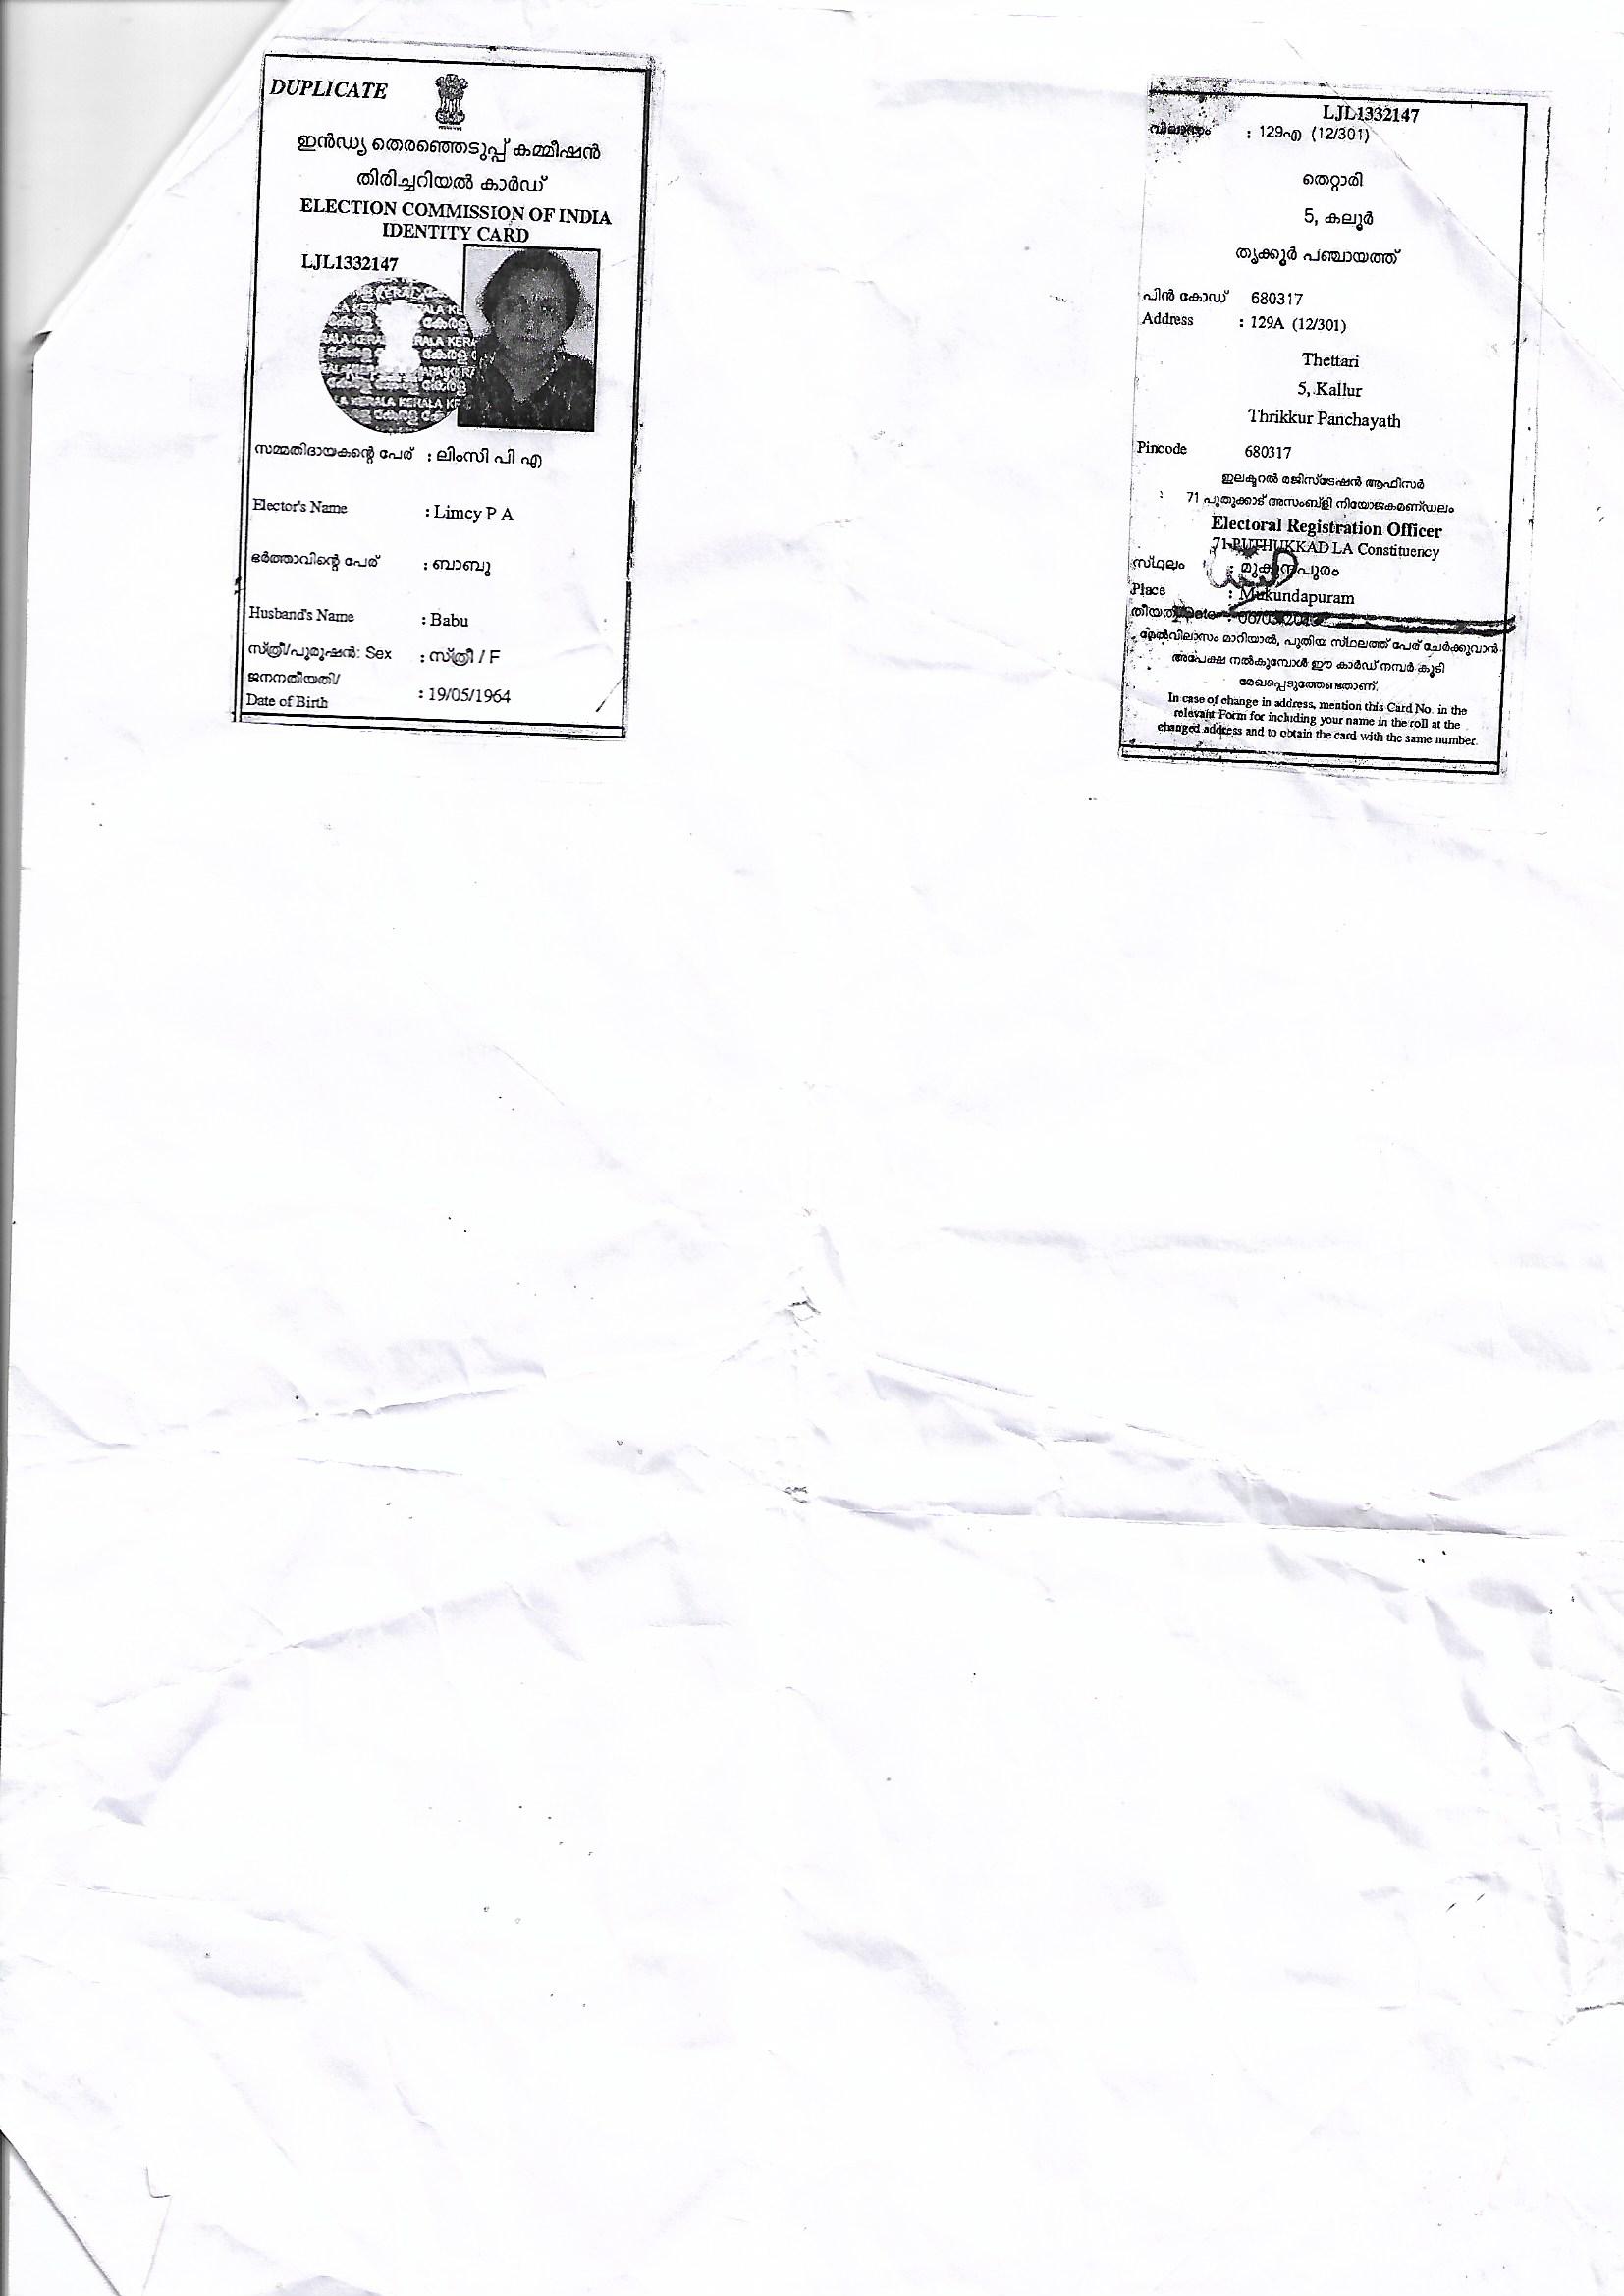 DUPLICATE
ഇൻഡ്യ തെരഞ്ഞെടുപ്പ് കമ്മീഷൻ
തിരിച്ചറിയൽ കാർഡ്
ELECTION COMMISSION OF INDIA
IDENTITY CARD
LJL1332147
സമ്മതിദായകന്റെ പേര് : ലിംസി പി എ
Elector's Name : Limcy P A
ഭർത്താവിന്റെ പേര് : ബാബു
Husband's Name : Babu
സ്ത്രീ/പുരുഷൻ: Sex : സ്ത്രീ / F
ജനനതീയതി/
Date of Birth : 19/05/1964
LJL1332147
: 129എ (12/301)
തെറ്റാരി
5, കല്ലൂർ
തൃക്കൂർ പഞ്ചായത്ത്
പിൻ കോഡ് 680317
Address : 129A (12/301)
Thettari
5, Kallur
Thrikkur Panchayath
Pincode 680317
ഇലക്ടറൽ രജിസ്ട്രേഷൻ ആഫീസർ
71 പുതുക്കാട് അസംബ്ളി നിയോജകമണ്ഡലം
Electoral Registration Officer
71-PUTHUKKAD LA Constituency
സ്ഥലം : മുകുന്ദപുരം
Place : Mukundapuram
മേൽവിലാസം മാറിയാൽ, പുതിയ സ്ഥലത്ത് പേര് ചേർക്കുവാൻ
അപേക്ഷ നൽകുമ്പോൾ ഈ കാർഡ് നമ്പർ കൂടി
രേഖപ്പെടുത്തേണ്ടതാണ്.
In case of change in address, mention this Card No. in the
relevant Form for including your name in the roll at the
changed address and to obtain the card with the same number.